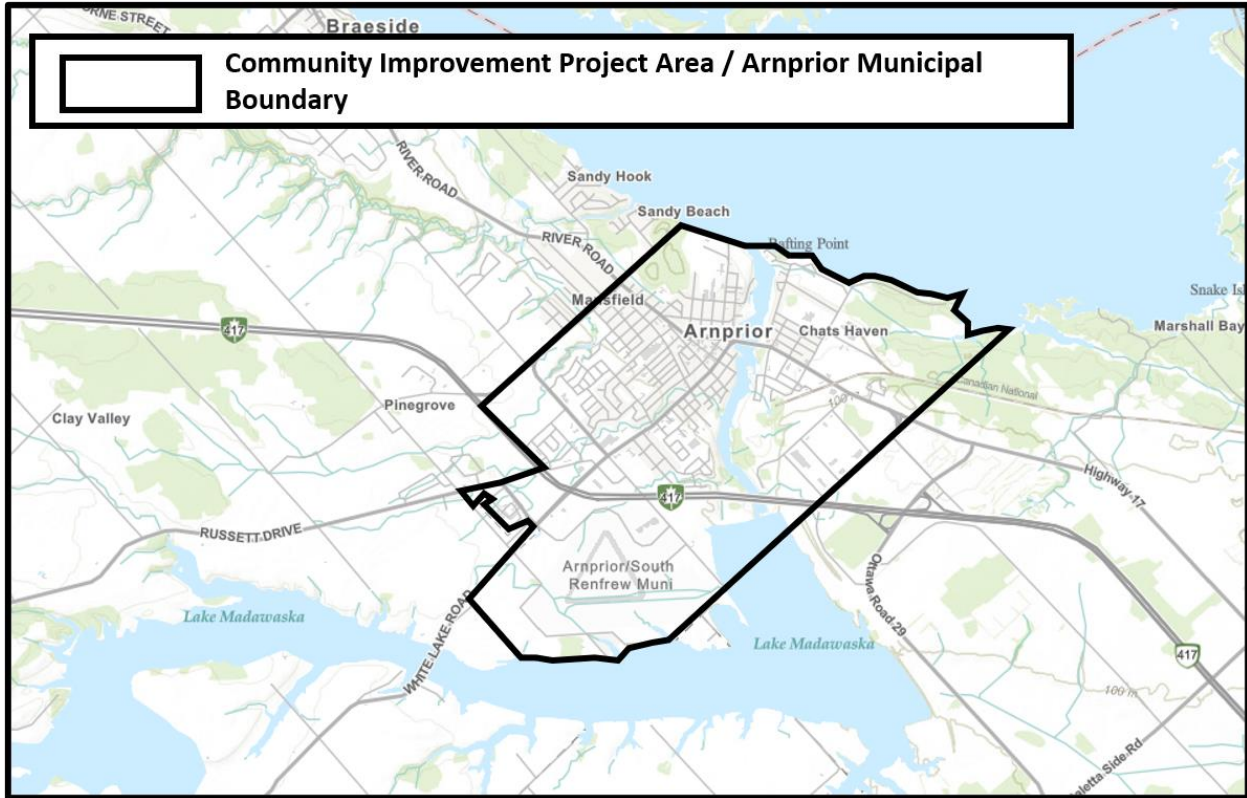 RNE STREET
Braeside
Community Improvement Project Area / Arnprior Municipal
Boundary
RIVER ROAD
Sandy Hook
Sandy Beach
RIVER ROAD
Rafting Point
Mansfield
Arnprior
Chats Haven
Snake Isl
Marshall Bay
417
Canadian National
100 m
Pinegrove
Clay Valley
Highway 17
417
RUSSETT DRIVE
Arnprior/South
Renfrew Muni
Ottawa Road 29
Lake Madawaska
WHITE LAKE ROAD
Lake Madawaska
417
100 m
aletta Side Rd